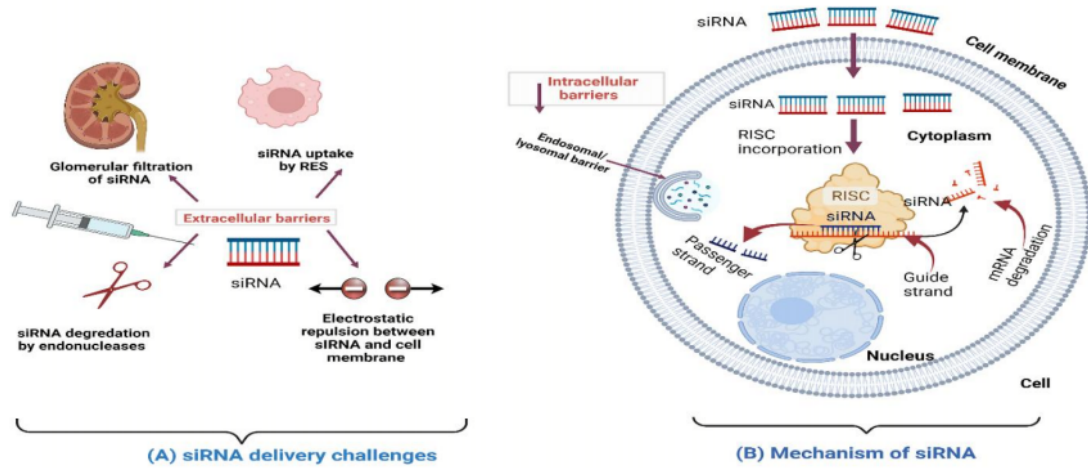 Glomerular filtration
of siRNA
siRNA uptake
by RES
Extracellular barriers
siRNA
siRNA degredation
by endonucleases
Electrostatic
repulsion between
sIRNA and cell
membrane
(A) siRNA delivery challenges
siRNA
Cell membrane
Intracellular
barriers
siRNA
Endosomal/
lyosomal barrier
RISC
incorporation
Cytoplasm
RISC
siRNA
siRNA
Passenger
strand
Guide
strand
mRNA
degradation
Nucleus
Cell
(B) Mechanism of siRNA